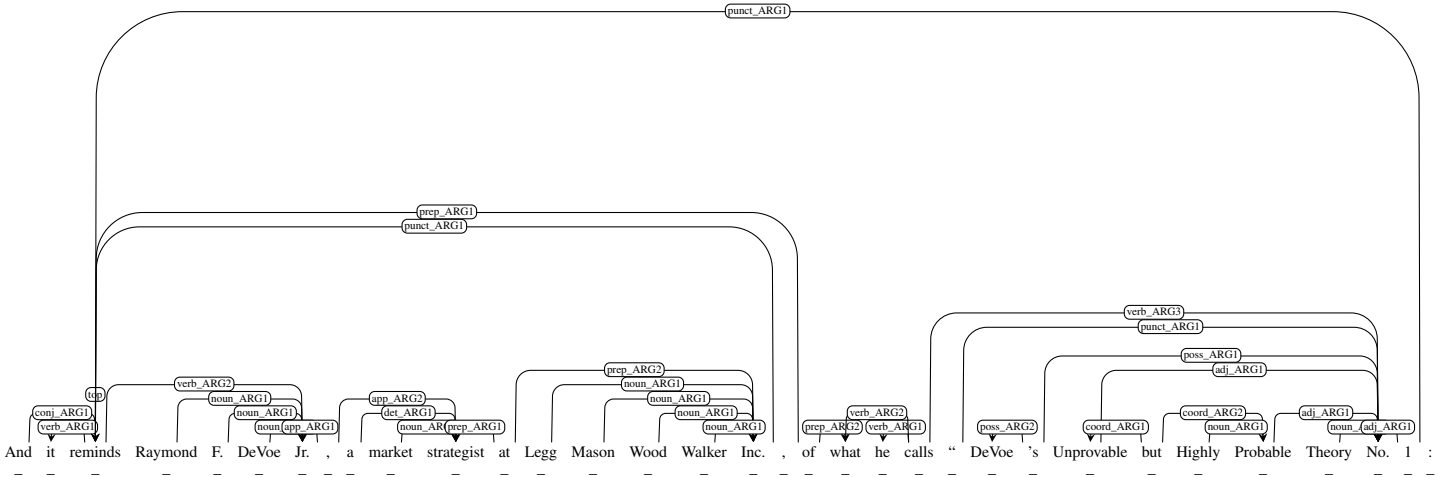 punct_ARG1
prep_ARG1
punct_ARG1
verb_ARG3
punct_ARG1
poss_ARG1
prep_ARG2 adj_ARG1
verb_ARG2 noun_ARG1
top noun_ARG1 app_ARG2 noun_ARG1
conj_ARG1 noun_ARG1 det_ARG1 noun_ARG1 verb_ARG2 coord_ARG2 adj_ARG1
verb_ARG1 app_ARG1 prep_ARG1 noun_ARG1 prep_ARG2 verb_ARG1 poss_ARG2 coord_ARG1 noun_ARG1 adj_ARG1
And it reminds Raymond F. DeVoe Jr. , a market strategist at Legg Mason Wood Walker Inc. , of what he calls “ DeVoe 's Unprovable but Highly Probable Theory No. 1 :
_ _ _ _ _ _ _ _ _ _ _ _ _ _ _ _ _ _ _ _ _ _ _ _ _ _ _ _ _ _ _ _ _